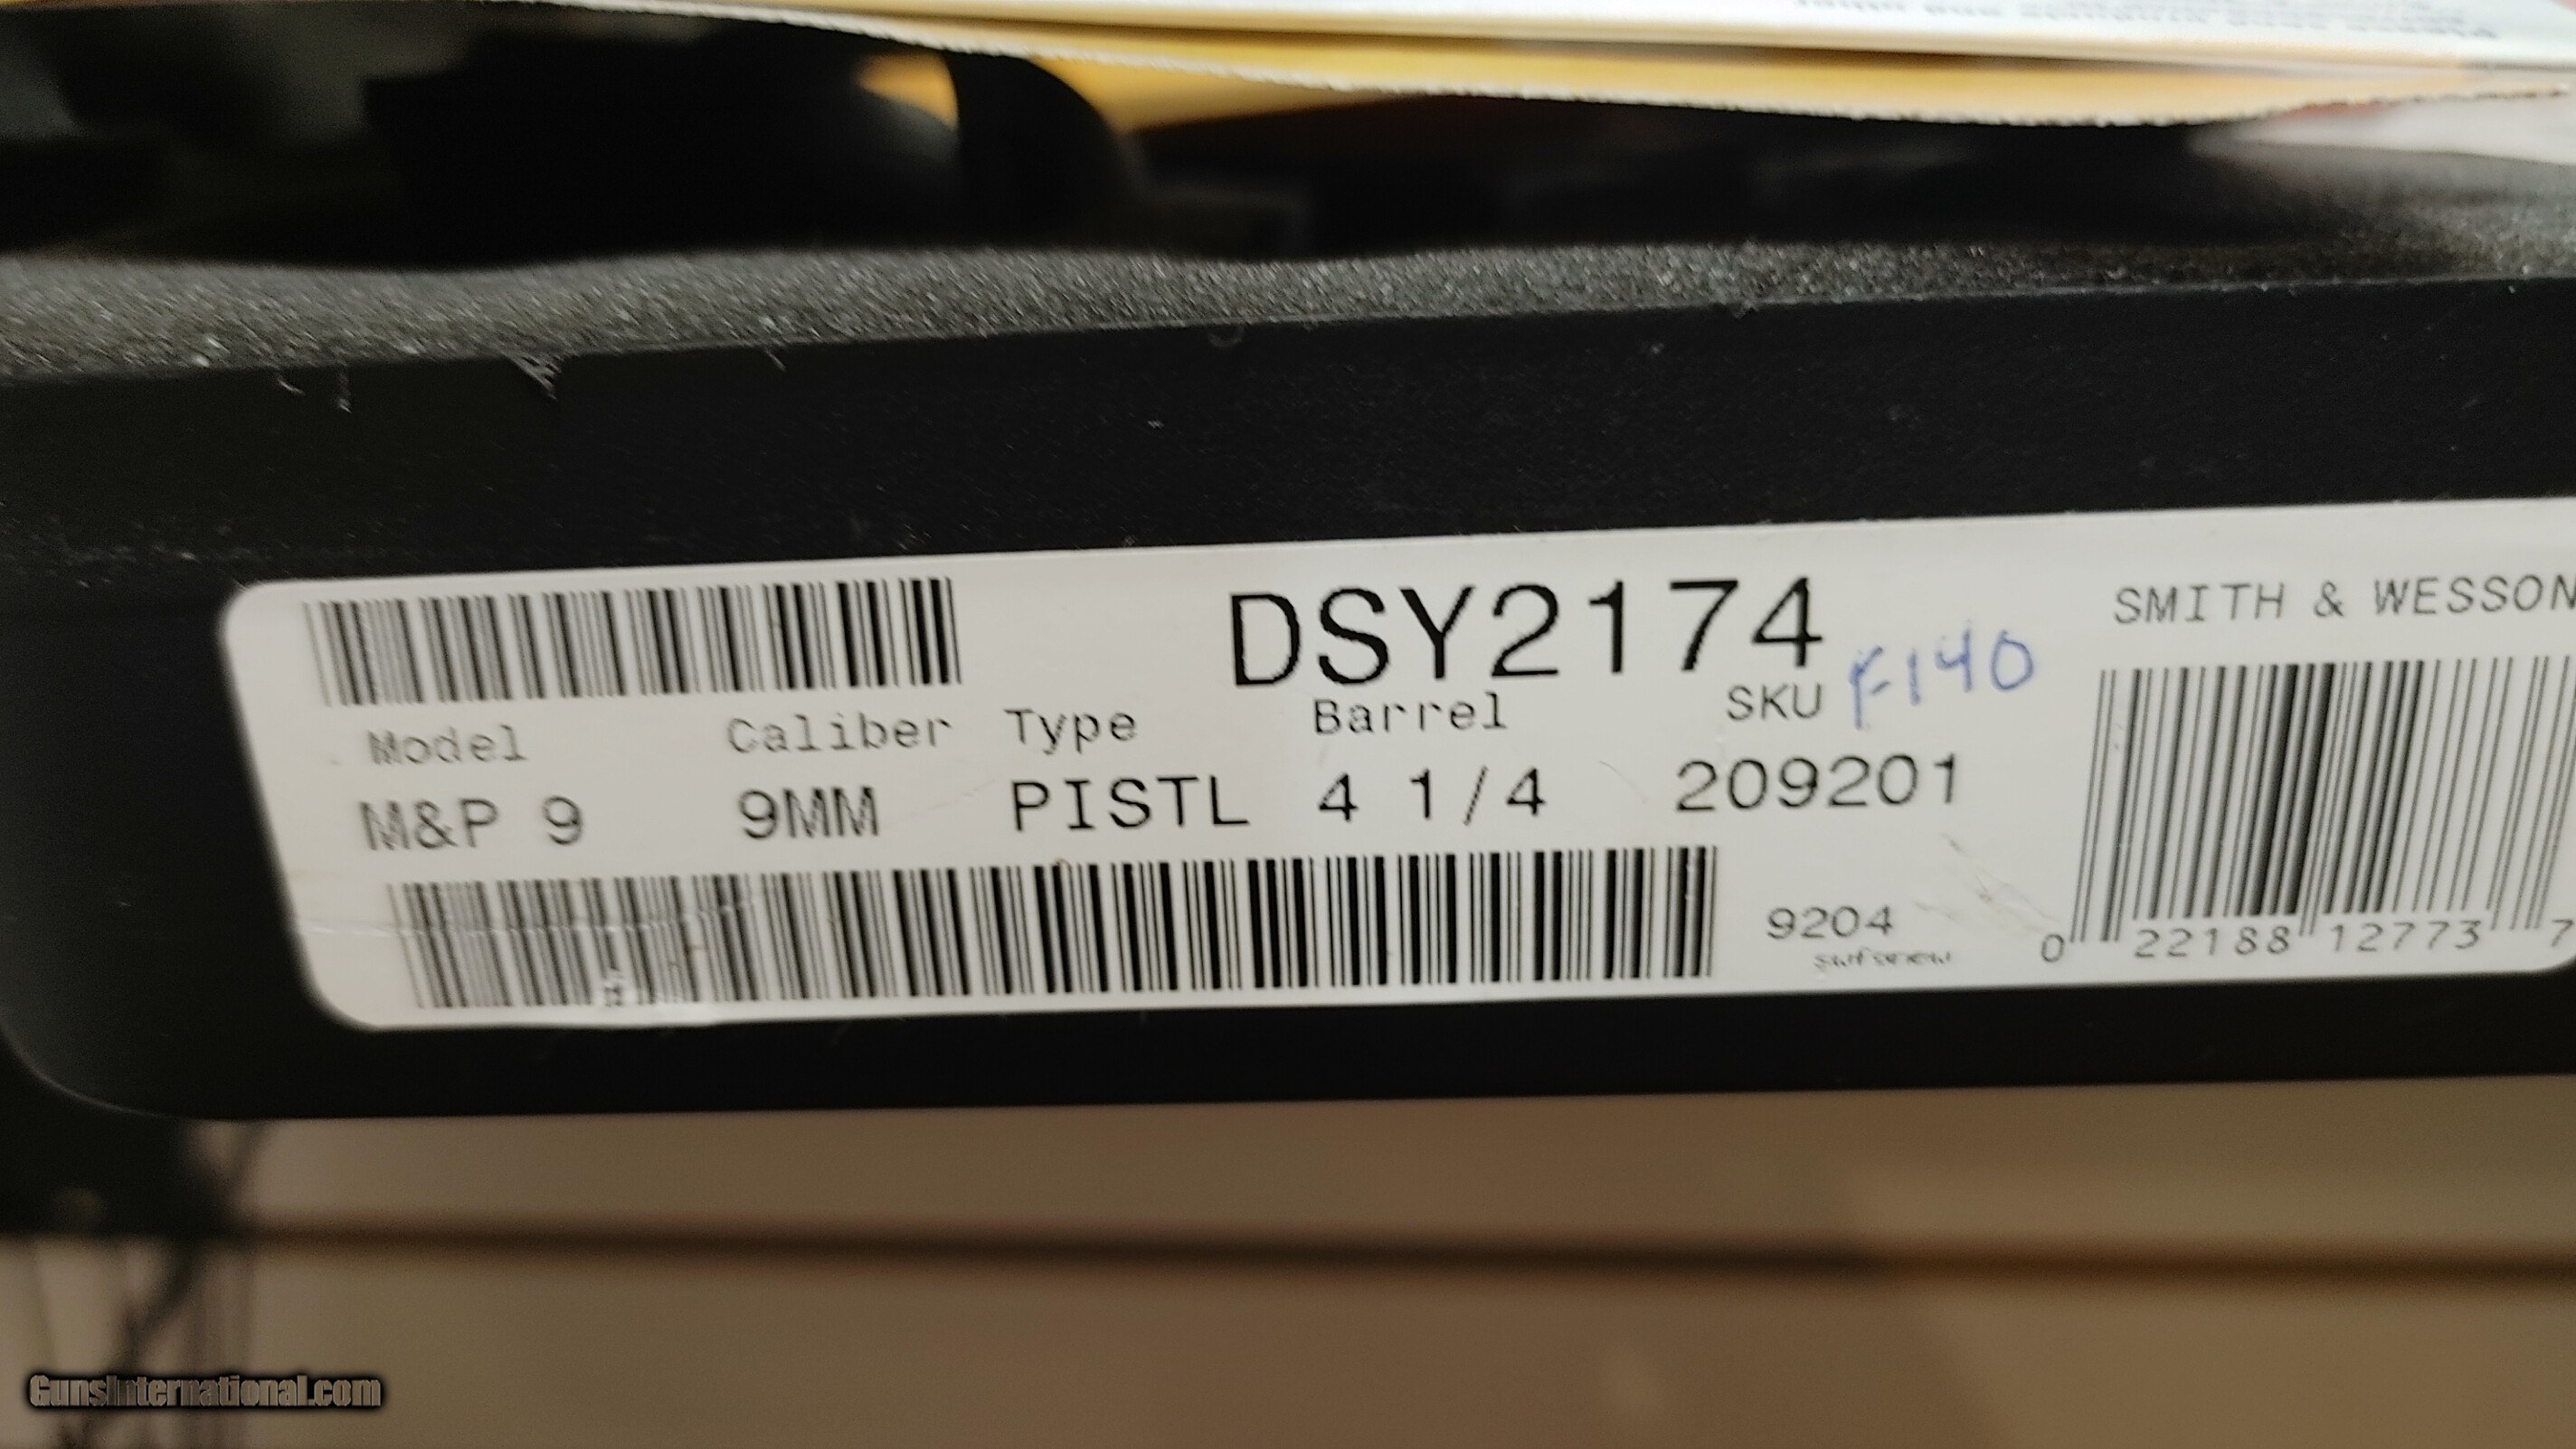 DSY2174
SMITH & WESSON
F140
Model Caliber Type Barrel SKU
M&P 9 9MM PISTL 4 1/4 209201
9204
0 22188 12773 7
GunsInternational.com